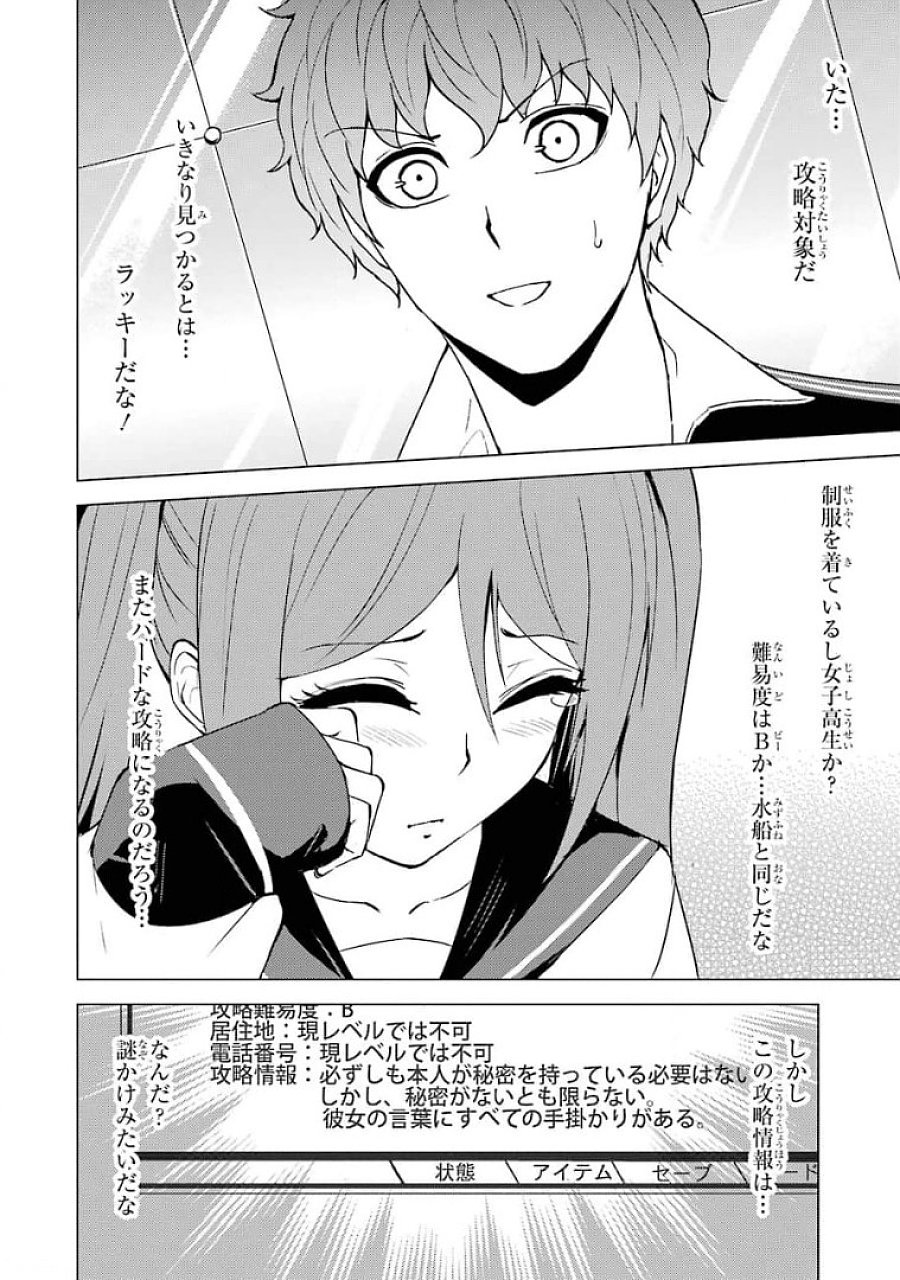 いた…
攻略対象だ
いきなり見つかるとは…
ラッキーだな!
制服を着ているし女子高生か?
難易度はBか…水船と同じだな
またハードな攻略になるのだろう…
しかし
この攻略情報は…
攻略難易度:B
居住地:現レベルでは不可
電話番号:現レベルでは不可
攻略情報:必ずしも本人が秘密を持っている必要はない
しかし、秘密がないとも限らない。
彼女の言葉にすべての手掛かりがある。
状態 アイテム セーブ ード
なんだ?
謎かけみたいだな